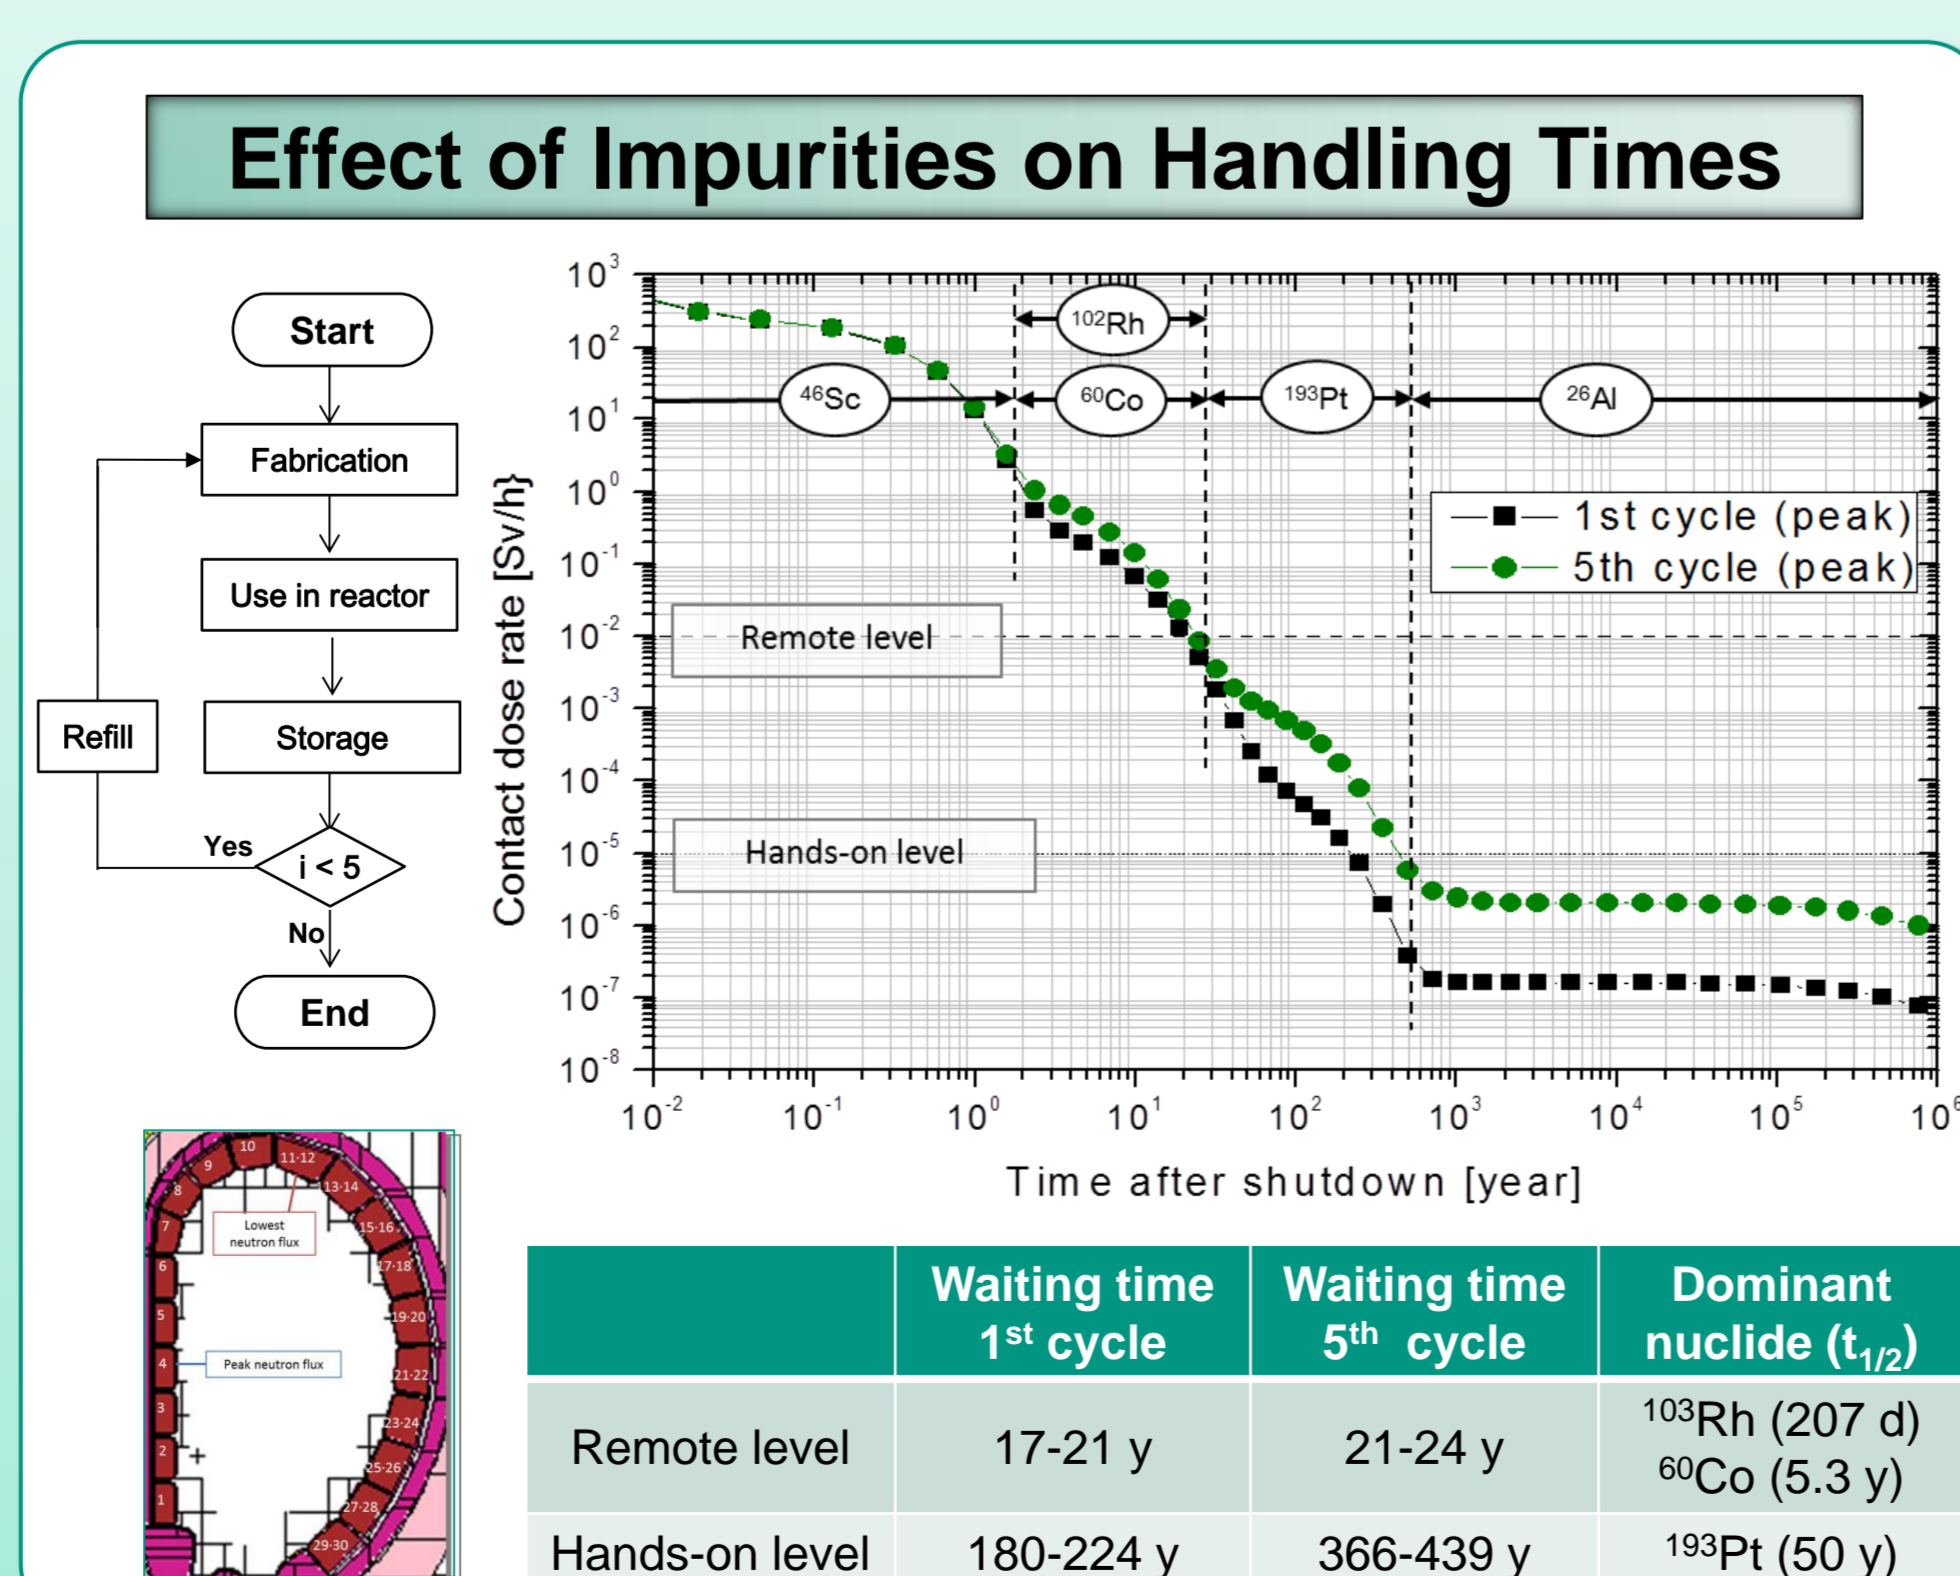 Effect of Impurities on Handling Times
Start
Fabrication
Use in reactor
Storage
Refill
Yes
i < 5
No
End
Contact dose rate [Sv/h}
10³
10²
10¹
10⁰
10⁻¹
10⁻²
10⁻³
10⁻⁴
10⁻⁵
10⁻⁶
10⁻⁷
10⁻⁸
¹⁰²Rh
⁴⁶Sc
⁶⁰Co
¹⁹³Pt
²⁶Al
1st cycle (peak)
5th cycle (peak)
Remote level
Hands-on level
10⁻² 10⁻¹ 10⁰ 10¹ 10² 10³ 10⁴ 10⁵ 10⁶
Time after shutdown [year]
10
11-12
9
13-14
8
7
15-16
Lowest
neutron flux
6
17-18
5
19-20
4
Peak neutron flux
21-22
3
23-24
2
25-26
1
27-28
29-30
Waiting time
1st cycle
Waiting time
5th cycle
Dominant
nuclide (t1/2)
Remote level
17-21 y
21-24 y
¹⁰³Rh (207 d)
⁶⁰Co (5.3 y)
Hands-on level
180-224 y
366-439 y
¹⁹³Pt (50 y)